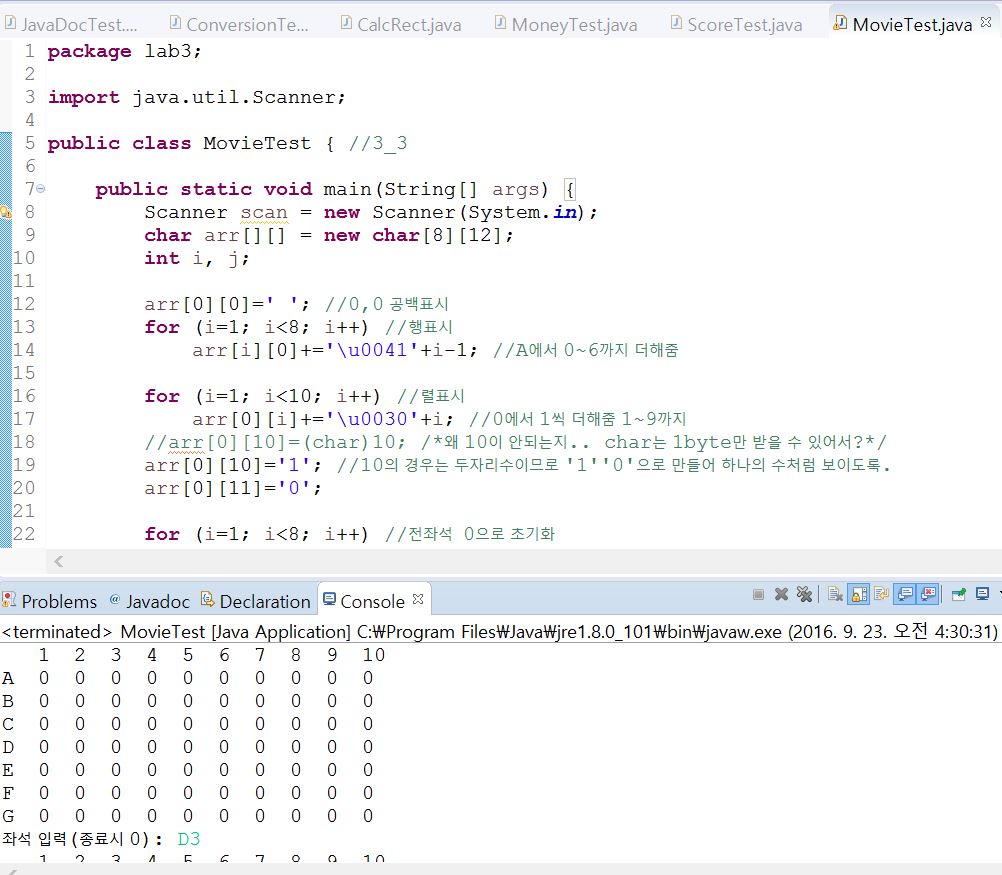 JavaDocTest.... ConversionTe... CalcRect.java MoneyTest.java ScoreTest.java MovieTest.java
1 package lab3;
2
3 import java.util.Scanner;
4
5 public class MovieTest { //3_3
6
7 public static void main(String[] args) {
8 Scanner scan = new Scanner(System.in);
9 char arr[][] = new char[8][12];
10 int i, j;
11
12 arr[0][0]=' '; //0,0 공백표시
13 for (i=1; i<8; i++) //행표시
14 arr[i][0]+='\u0041'+i-1; //A에서 0~6까지 더해줌
15
16 for (i=1; i<10; i++) //렬표시
17 arr[0][i]+='\u0030'+i; //0에서 1씩 더해줌 1~9까지
18 //arr[0][10]=(char)10; /*왜 10이 안되는지.. char는 1byte만 받을 수 있어서?*/
19 arr[0][10]='1'; //10의 경우는 두자리수이므로 '1''0'으로 만들어 하나의 수처럼 보이도록.
20 arr[0][11]='0';
21
22 for (i=1; i<8; i++) //전좌석 0으로 초기화
Problems @ Javadoc Declaration Console
<terminated> MovieTest [Java Application] C:₩Program Files₩Java₩jre1.8.0_101₩bin₩javaw.exe (2016. 9. 23. 오전 4:30:31)
1 2 3 4 5 6 7 8 9 10
A 0 0 0 0 0 0 0 0 0 0
B 0 0 0 0 0 0 0 0 0 0
C 0 0 0 0 0 0 0 0 0 0
D 0 0 0 0 0 0 0 0 0 0
E 0 0 0 0 0 0 0 0 0 0
F 0 0 0 0 0 0 0 0 0 0
G 0 0 0 0 0 0 0 0 0 0
좌석 입력(종료시 0): D3
1 2 3 4 5 6 7 8 9 10